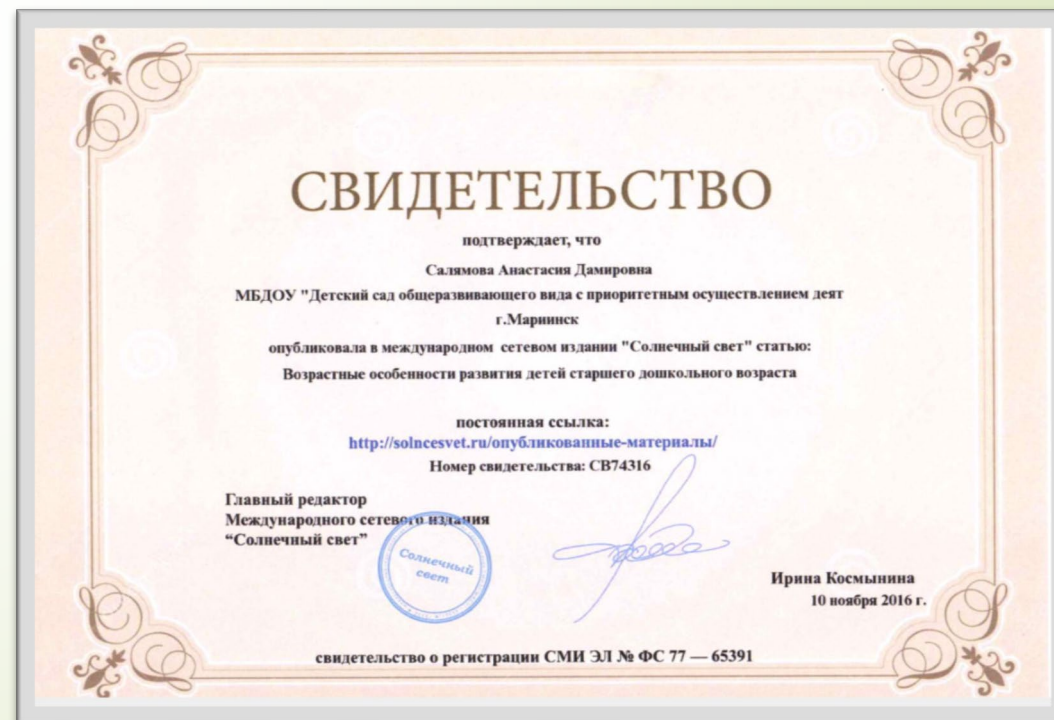 СВИДЕТЕЛЬСТВО
подтверждает, что
Салямова Анастасия Дамировна
МБДОУ "Детский сад общеразвивающего вида с приоритетным осуществлением деят
г.Мариинск
опубликовала в международном сетевом издании "Солнечный свет" статью:
Возрастные особенности развития детей старшего дошкольного возраста
постоянная ссылка:
http://solncesvet.ru/опубликованные-материалы/
Номер свидетельства: СВ74316
Главный редактор
Международного сетевого издания
“Солнечный свет”
Солнечный
свет
Ирина Космынина
10 ноября 2016 г.
свидетельство о регистрации СМИ ЭЛ № ФС 77 — 65391